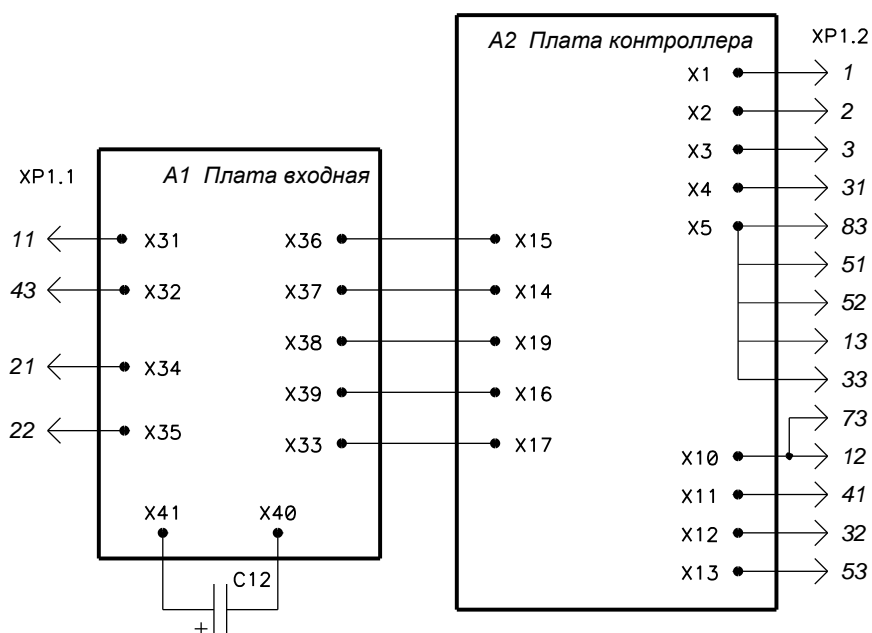 XP1.1
A1 Плата входная
11
X31
X36
43
X32
X37
X38
21
X34
X39
22
X35
X33
X41
X40
C12
+
A2 Плата контроллера
XP1.2
X1
1
X2
2
X3
3
X4
31
X5
83
51
X15
52
X14
13
X19
33
X16
73
X17
X10
12
X11
41
X12
32
X13
53